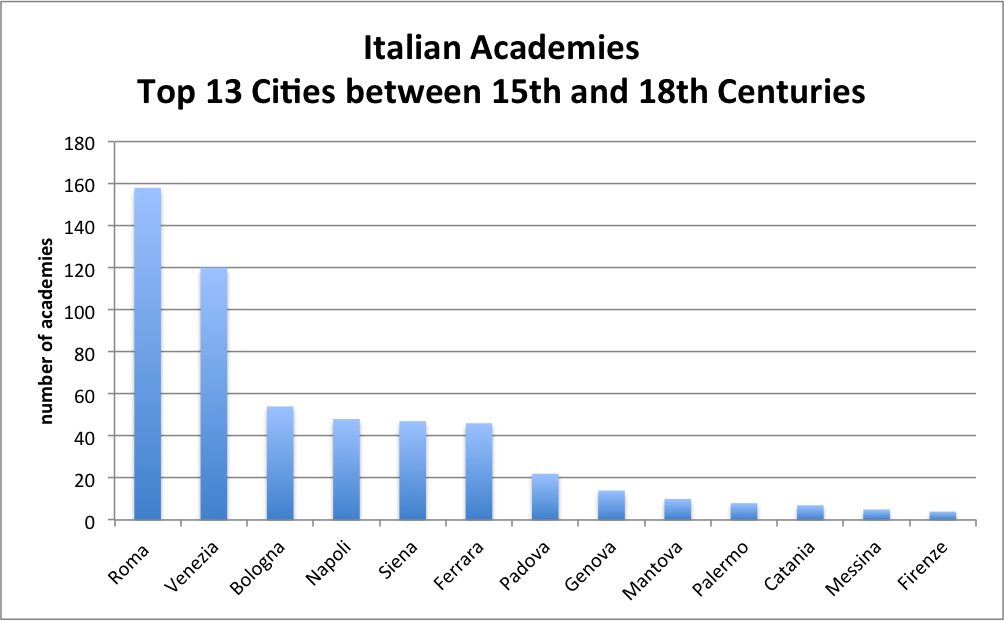 Italian Academies
Top 13 Cities between 15th and 18th Centuries
number of academies
180
160
140
120
100
80
60
40
20
0
Roma
Venezia
Bologna
Napoli
Siena
Ferrara
Padova
Genova
Mantova
Palermo
Catania
Messina
Firenze